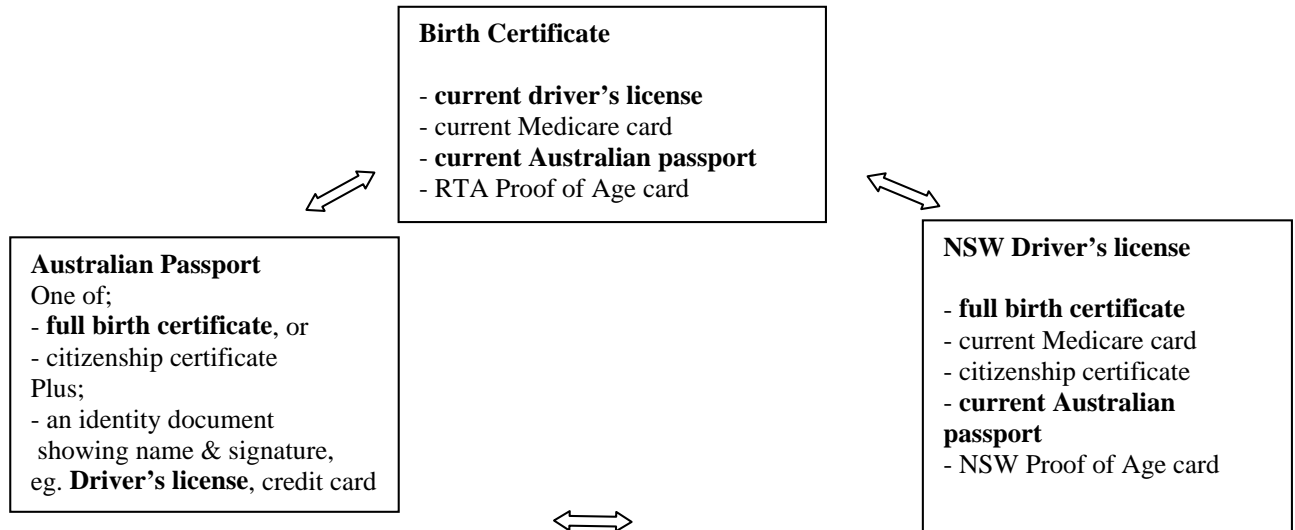 Birth Certificate
- current driver’s license
- current Medicare card
- current Australian passport
- RTA Proof of Age card
Australian Passport
One of;
- full birth certificate, or
- citizenship certificate
Plus;
- an identity document
showing name & signature,
eg. Driver’s license, credit card
NSW Driver’s license
- full birth certificate
- current Medicare card
- citizenship certificate
- current Australian
passport
- NSW Proof of Age card